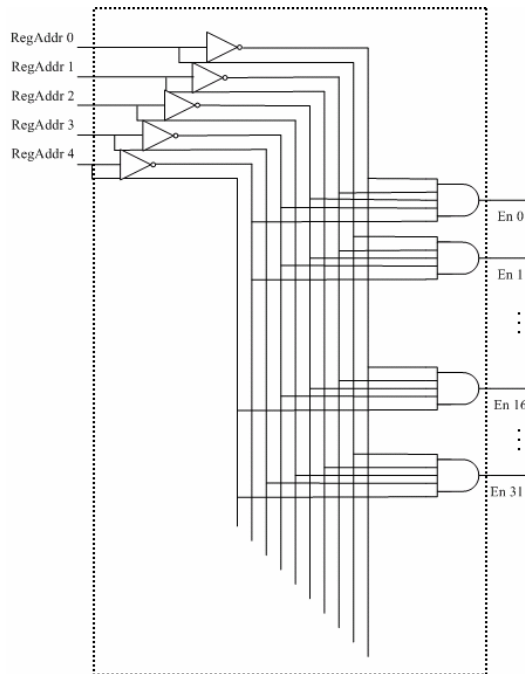 RegAddr 0
RegAddr 1
RegAddr 2
RegAddr 3
RegAddr 4
En 0
En 1
En 16
En 31